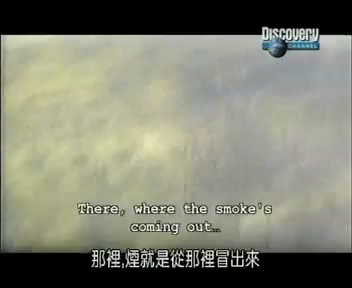 Discovery
CHANNEL
There, where the smoke's
coming out…
那裡,煙就是從那裡冒出來